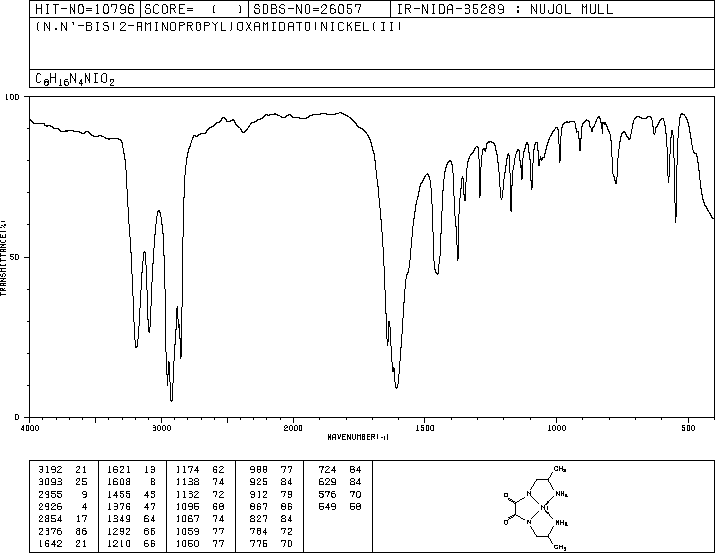 HIT-NO=10796 SCORE= ( ) SDBS-NO=26057 IR-NIDA-35289 : NUJOL MULL
(N,N'-BIS(2-AMINOPROPYL)OXAMIDATO)NICKEL(II)
C8H16N4NIO2
100
50
0
TRANSMITTANCE(%)
4000 3000 2000 1500 1000 500
WAVENUMBER(-1)
3192 21 1621 13 1174 62 988 77 724 84
3093 25 1608 8 1138 74 925 84 629 84
2955 9 1455 43 1132 72 912 79 576 70
2926 4 1376 47 1095 68 867 86 549 58
2854 17 1349 64 1067 74 827 84
2376 86 1292 66 1059 77 784 72
1642 21 1210 66 1050 77 776 70
CH3
N NH2
O
Ni
O
N NH2
CH3